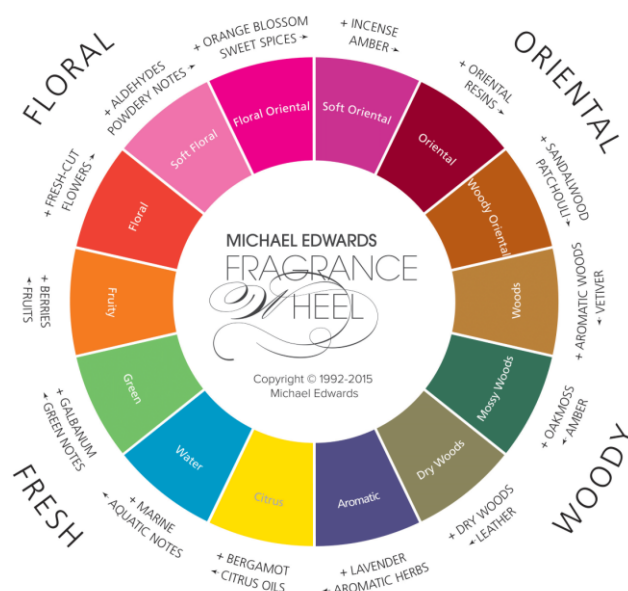 FLORAL
ORIENTAL
WOODY
FRESH
+ ORANGE BLOSSOM
SWEET SPICES
+ INCENSE
AMBER
+ ORIENTAL
RESINS
+ SANDALWOOD
PATCHOULI
+ AROMATIC WOODS
VETIVER
+ OAKMOSS
AMBER
+ DRY WOODS
LEATHER
+ LAVENDER
AROMATIC HERBS
+ BERGAMOT
CITRUS OILS
+ MARINE
AQUATIC NOTES
+ GALBANUM
GREEN NOTES
+ BERRIES
FRUITS
+ FRESH-CUT
FLOWERS
+ ALDEHYDES
POWDERY NOTES
Floral Oriental
Soft Oriental
Oriental
Woody Oriental
Woods
Mossy Woods
Dry Woods
Aromatic
Citrus
Water
Green
Fruity
Floral
Soft Floral
MICHAEL EDWARDS
FRAGRANCE
WHEEL
Copyright © 1992-2015
Michael Edwards